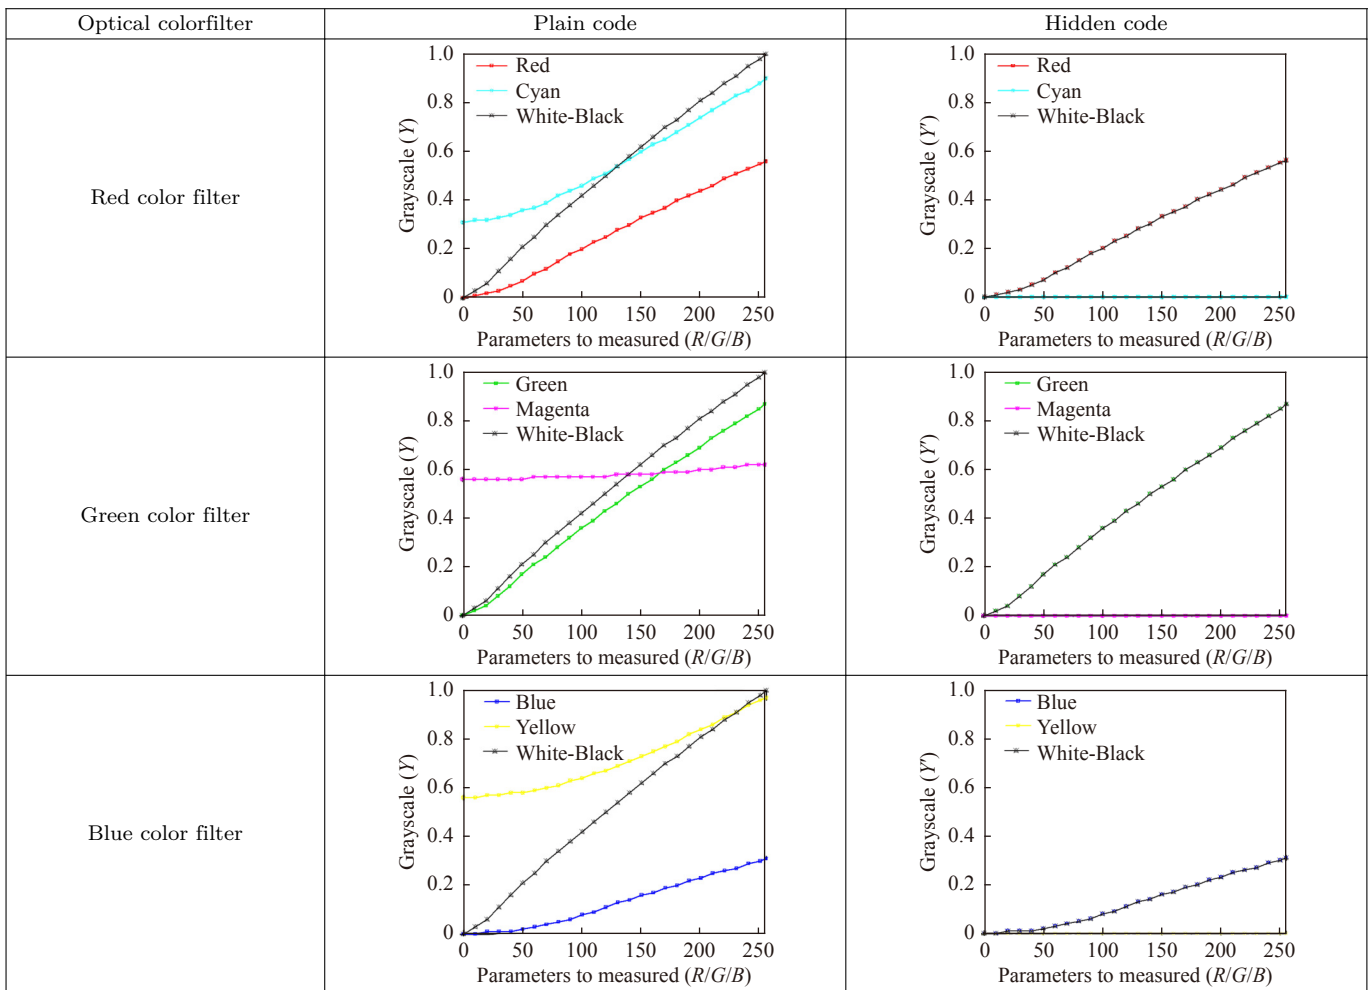 Optical colorfilter
Plain code
Hidden code
Red color filter
1.0
0.8
0.6
0.4
0.2
0
Grayscale (Y)
Red
Cyan
White-Black
0 50 100 150 200 250
Parameters to measured (R/G/B)
1.0
0.8
0.6
0.4
0.2
0
Grayscale (Y′)
Red
Cyan
White-Black
0 50 100 150 200 250
Parameters to measured (R/G/B)
Green color filter
1.0
0.8
0.6
0.4
0.2
0
Grayscale (Y)
Green
Magenta
White-Black
0 50 100 150 200 250
Parameters to measured (R/G/B)
1.0
0.8
0.6
0.4
0.2
0
Grayscale (Y′)
Green
Magenta
White-Black
0 50 100 150 200 250
Parameters to measured (R/G/B)
Blue color filter
1.0
0.8
0.6
0.4
0.2
0
Grayscale (Y)
Blue
Yellow
White-Black
0 50 100 150 200 250
Parameters to measured (R/G/B)
1.0
0.8
0.6
0.4
0.2
0
Grayscale (Y′)
Blue
Yellow
White-Black
0 50 100 150 200 250
Parameters to measured (R/G/B)